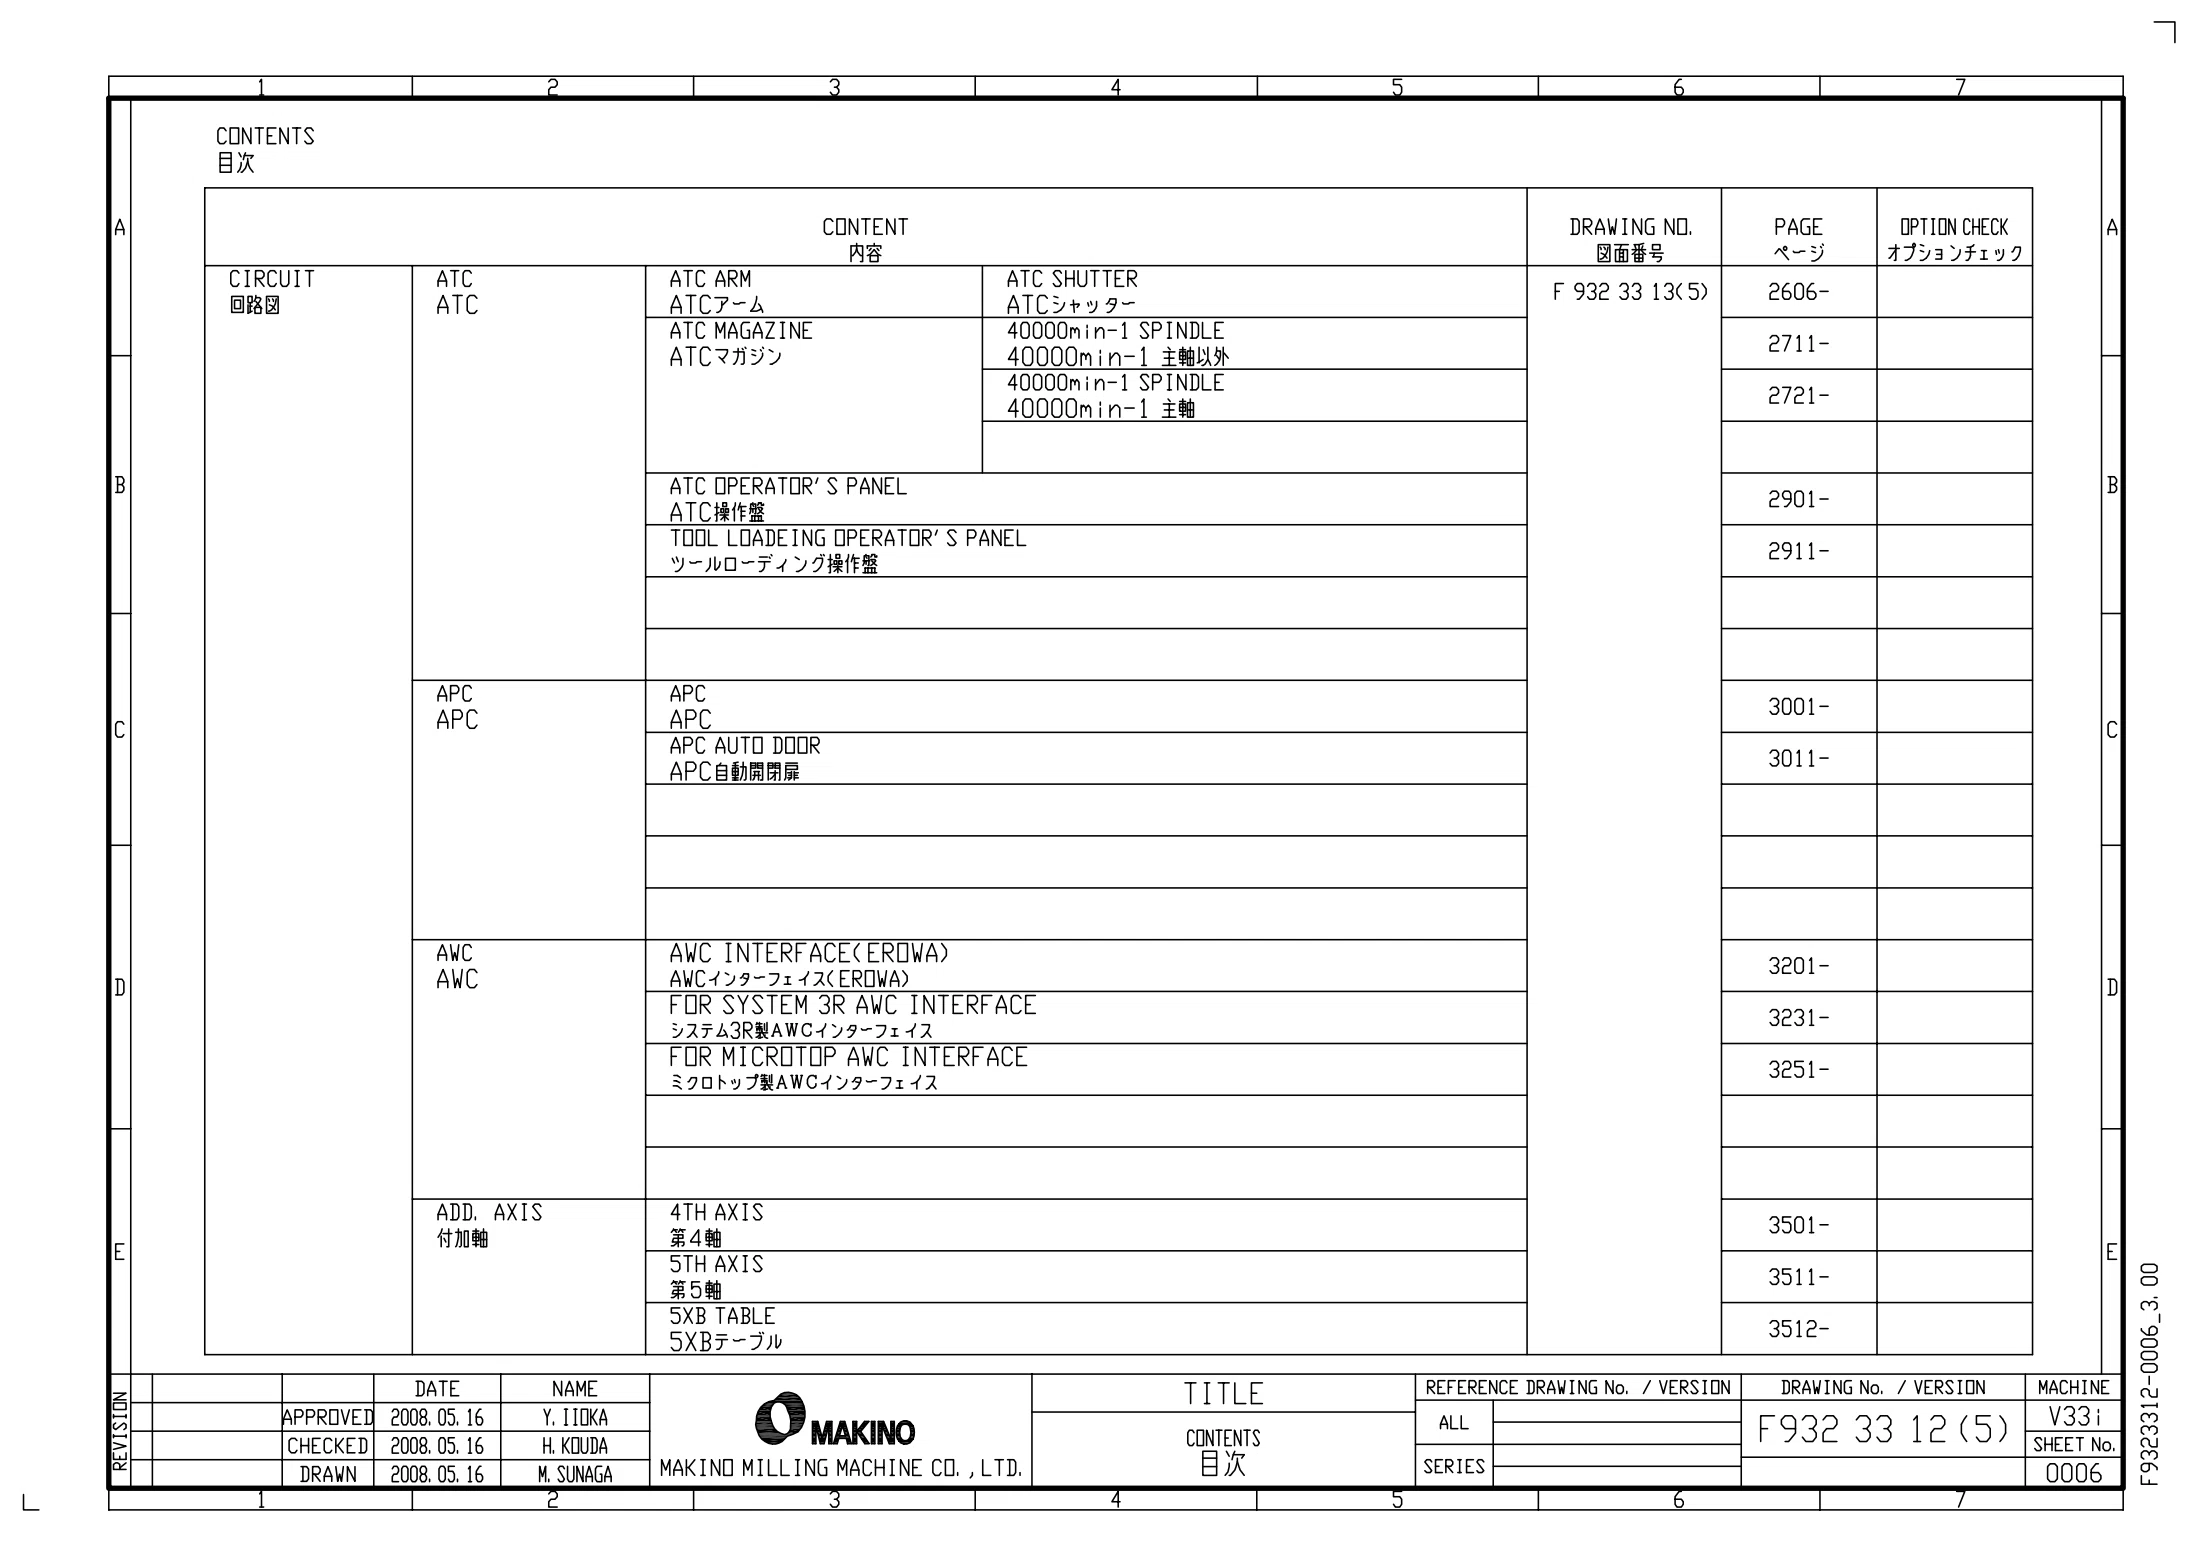 1 2 3 4 5 6 7
CONTENTS
目次
CONTENT DRAWING NO. PAGE OPTION CHECK
内容 図面番号 ページ オプションチェック
A A
CIRCUIT ATC ATC ARM ATC SHUTTER
回路図 ATC ATCアーム ATCシャッター
F 932 33 13(5) 2606-
ATC MAGAZINE 40000min-1 SPINDLE
ATCマガジン 40000min-1 主軸以外
2711-
40000min-1 SPINDLE
40000min-1 主軸
2721-
B B
ATC OPERATOR'S PANEL
ATC操作盤
2901-
TOOL LOADEING OPERATOR'S PANEL
ツールローディング操作盤
2911-
APC APC
APC APC
3001-
C C
APC AUTO DOOR
APC自動開閉扉
3011-
AWC AWC INTERFACE(EROWA)
AWC AWCインターフェイス(EROWA)
3201-
D D
FOR SYSTEM 3R AWC INTERFACE
システム3R製AWCインターフェイス
3231-
FOR MICROTOP AWC INTERFACE
ミクロトップ製AWCインターフェイス
3251-
ADD. AXIS 4TH AXIS
付加軸 第4軸
3501-
E E
5TH AXIS
第5軸
3511-
5XB TABLE
5XBテーブル
3512-
REVISION
DATE NAME
APPROVED 2008.05.16 Y.IIOKA
CHECKED 2008.05.16 H.KOUDA
DRAWN 2008.05.16 M.SUNAGA
MAKINO
MAKINO MILLING MACHINE CO.,LTD.
TITLE
CONTENTS
目次
REFERENCE DRAWING No. / VERSION
ALL
SERIES
DRAWING No. / VERSION
F932 33 12(5)
MACHINE
V33i
SHEET No.
0006
1 2 3 4 5 6 7
F9323312-0006_3.00